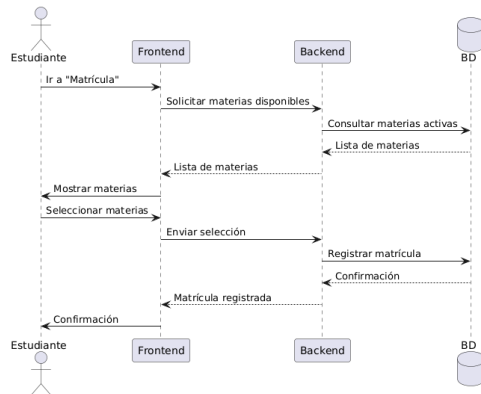 Estudiante
Frontend
Backend
BD
Ir a "Matrícula"
Solicitar materias disponibles
Consultar materias activas
Lista de materias
Lista de materias
Mostrar materias
Seleccionar materias
Enviar selección
Registrar matrícula
Confirmación
Matrícula registrada
Confirmación
Estudiante
Frontend
Backend
BD